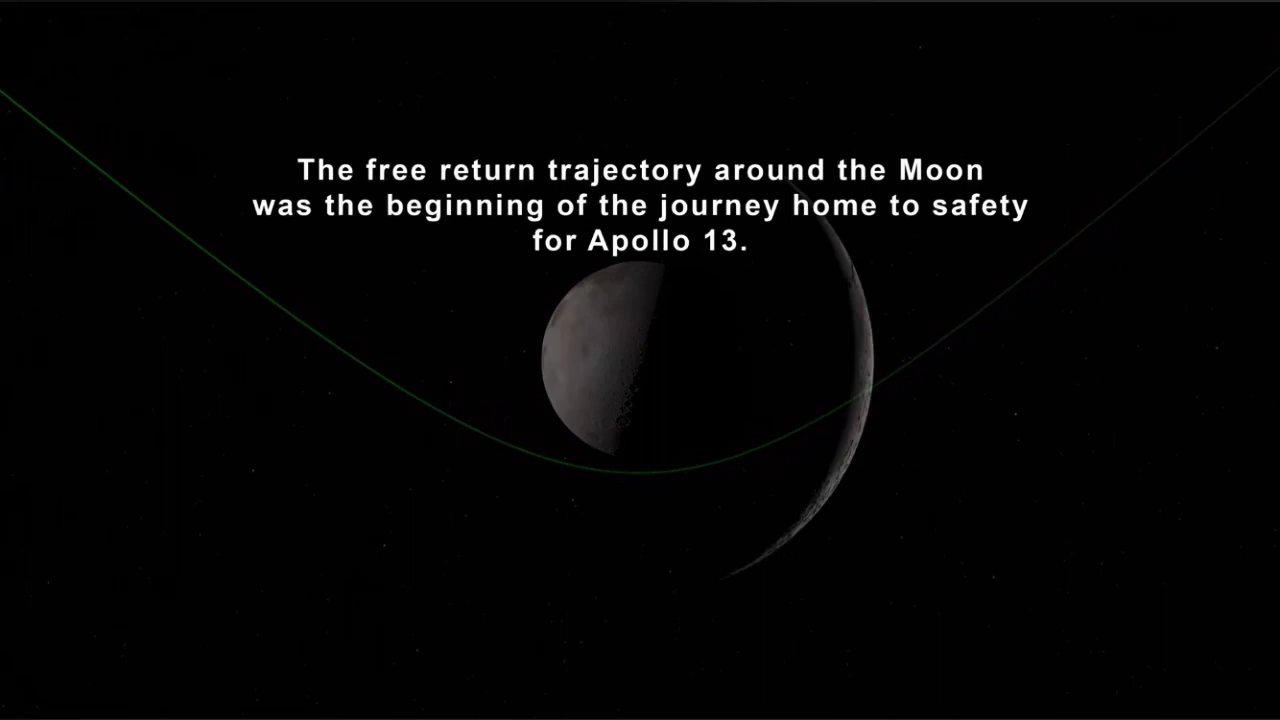 The free return trajectory around the Moon
was the beginning of the journey home to safety
for Apollo 13.